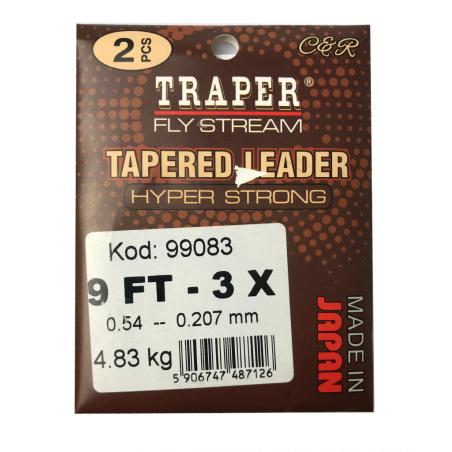 2 PCS
C&R
TRAPER®
FLY STREAM
TAPERED LEADER
HYPER STRONG
Kod: 99083
9 FT - 3 X
0.54 -- 0.207 mm
4.83 kg
5 906747 487126
MADE IN
JAPAN